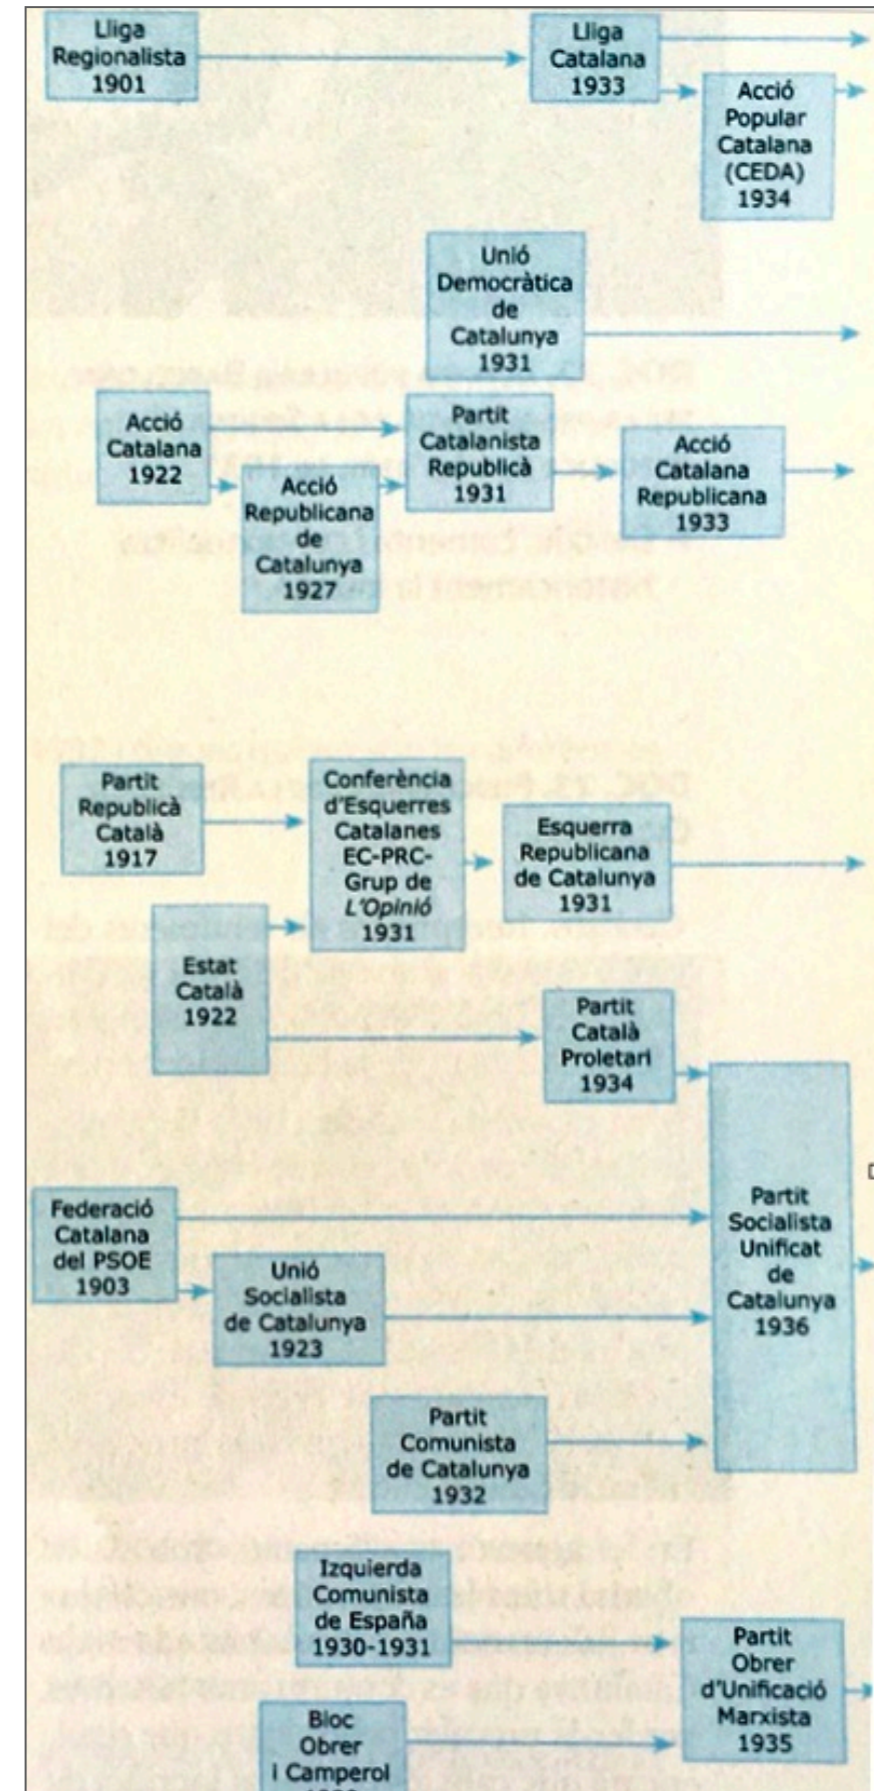 Lliga
Regionalista
1901
Lliga
Catalana
1933
Acció
Popular
Catalana
(CEDA)
1934
Unió
Democràtica
de
Catalunya
1931
Acció
Catalana
1922
Acció
Republicana
de
Catalunya
1927
Partit
Catalanista
Republicà
1931
Acció
Catalana
Republicana
1933
Partit
Republicà
Català
1917
Conferència
d'Esquerres
Catalanes
EC-PRC-
Grup de
L'Opinió
1931
Esquerra
Republicana
de Catalunya
1931
Estat
Català
1922
Partit
Català
Proletari
1934
Federació
Catalana
del PSOE
1903
Unió
Socialista
de Catalunya
1923
Partit
Socialista
Unificat
de
Catalunya
1936
Partit
Comunista
de Catalunya
1932
Izquierda
Comunista
de España
1930-1931
Partit
Obrer
d'Unificació
Marxista
1935
Bloc
Obrer
i Camperol